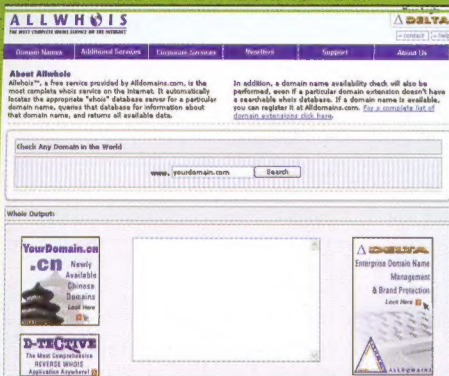 ALLWHOIS
THE MOST COMPLETE WHOIS SERVICE ON THE INTERNET
DELTA
contact
help
Domain Names
Additional Services
Corporate Services
Resellers
Support
About Us
About Allwhois
Allwhois™, a free service provided by Alldomains.com, is the
most complete whois service on the Internet. It automatically
locates the appropriate "whois" database server for a particular
domain name, queries that database for information about
that domain name, and returns all available data.
In addition, a domain name availability check will also be
performed, even if a particular domain extension doesn't have
a searchable whois database. If a domain name is available,
you can register it at Alldomains.com. For a complete list of
domain extensions click here.
Check Any Domain in the World
www. yourdomain.com Search
Whois Output:
YourDomain.cn
.cn Newly
Available
Chinese
Domains
Look Here
D-TECTIVE
The Most Comprehensive
REVERSE WHOIS
Application Anywhere!
DELTA
Enterprise Domain Name
Management
& Brand Protection
Look Here
ALLDOMAINS